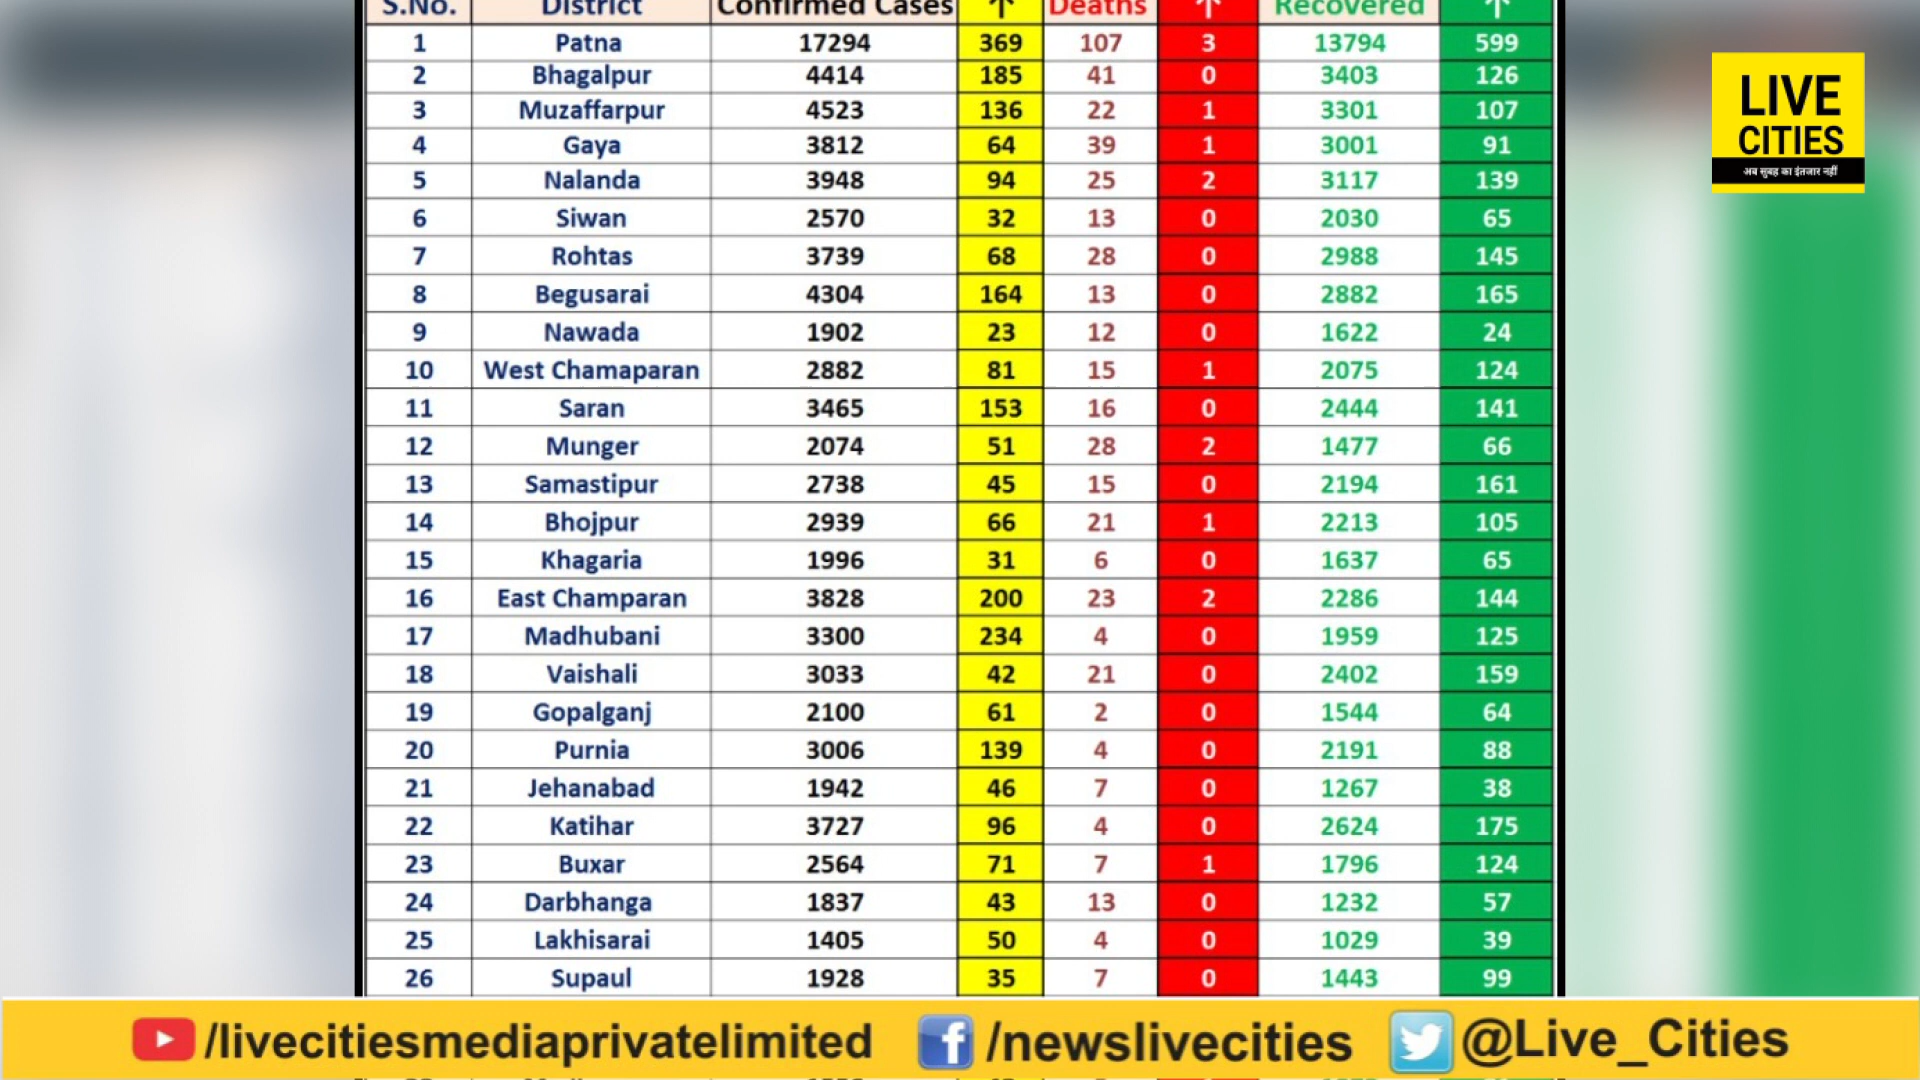 S.No. District Confirmed Cases ↑ Deaths ↑ Recovered ↑
1 Patna 17294 369 107 3 13794 599
2 Bhagalpur 4414 185 41 0 3403 126
3 Muzaffarpur 4523 136 22 1 3301 107
4 Gaya 3812 64 39 1 3001 91
5 Nalanda 3948 94 25 2 3117 139
6 Siwan 2570 32 13 0 2030 65
7 Rohtas 3739 68 28 0 2988 145
8 Begusarai 4304 164 13 0 2882 165
9 Nawada 1902 23 12 0 1622 24
10 West Chamaparan 2882 81 15 1 2075 124
11 Saran 3465 153 16 0 2444 141
12 Munger 2074 51 28 2 1477 66
13 Samastipur 2738 45 15 0 2194 161
14 Bhojpur 2939 66 21 1 2213 105
15 Khagaria 1996 31 6 0 1637 65
16 East Champaran 3828 200 23 2 2286 144
17 Madhubani 3300 234 4 0 1959 125
18 Vaishali 3033 42 21 0 2402 159
19 Gopalganj 2100 61 2 0 1544 64
20 Purnia 3006 139 4 0 2191 88
21 Jehanabad 1942 46 7 0 1267 38
22 Katihar 3727 96 4 0 2624 175
23 Buxar 2564 71 7 1 1796 124
24 Darbhanga 1837 43 13 0 1232 57
25 Lakhisarai 1405 50 4 0 1029 39
26 Supaul 1928 35 7 0 1443 99
LIVE
CITIES
अब सुबह का इंतजार नहीं
/livecitiesmediaprivatelimited /newslivecities @Live_Cities